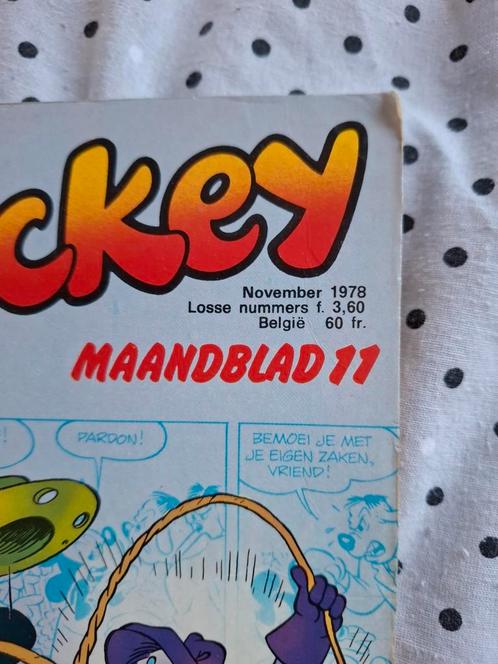 ckey
November 1978
Losse nummers f. 3,60
België 60 fr.
MAANDBLAD 11
PARDON!
BEMOEI JE MET
JE EIGEN ZAKEN,
VRIEND!